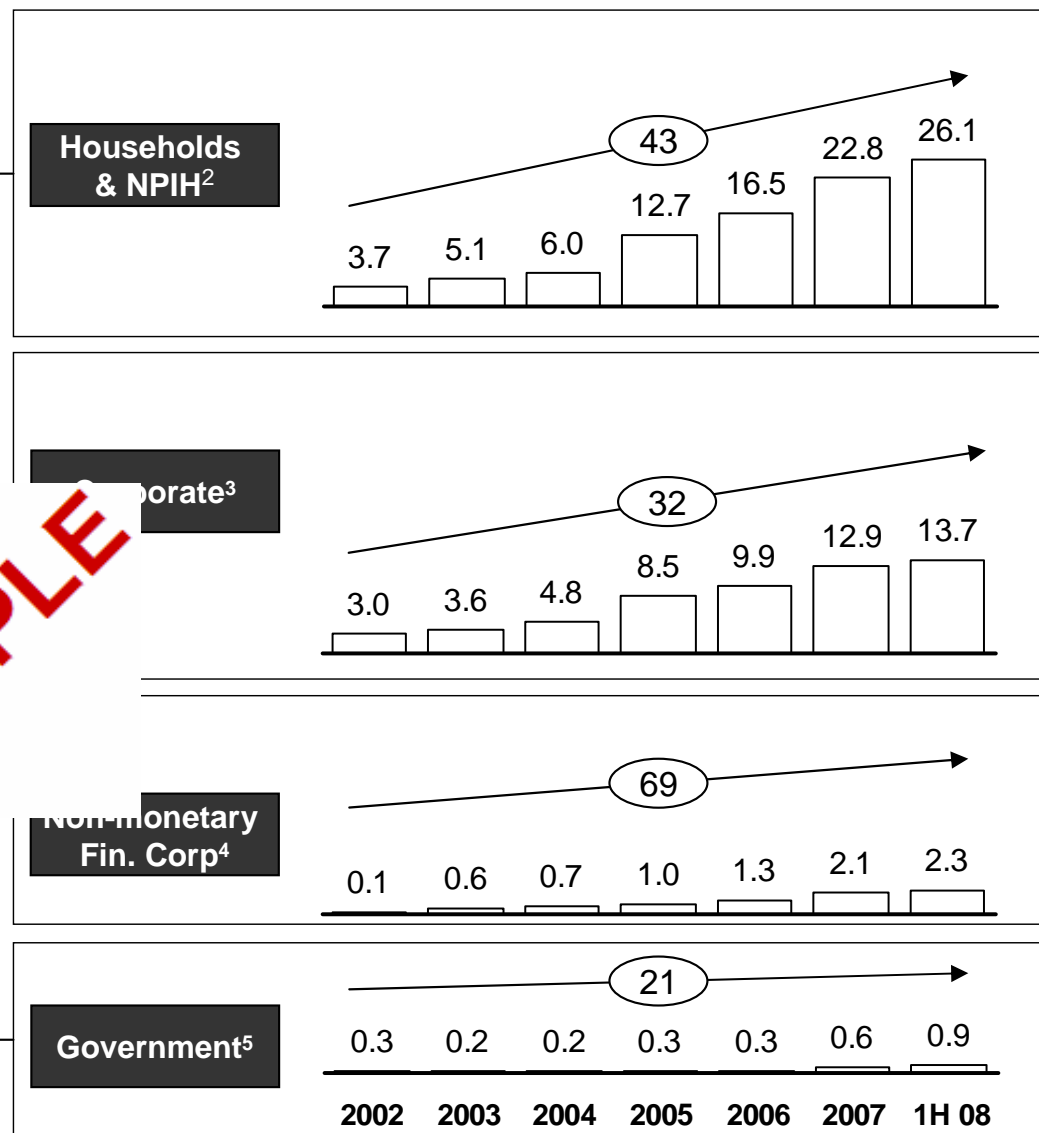 43
Households
& NPIH2
3.7 5.1 6.0 12.7 16.5 22.8 26.1
32
3
3.0 3.6 4.8 8.5 9.9 12.9 13.7
69
Non-monetary
Fin. Corp4
0.1 0.6 0.7 1.0 1.3 2.1 2.3
21
Government5
0.3 0.2 0.2 0.3 0.3 0.6 0.9
2002 2003 2004 2005 2006 2007 1H 08